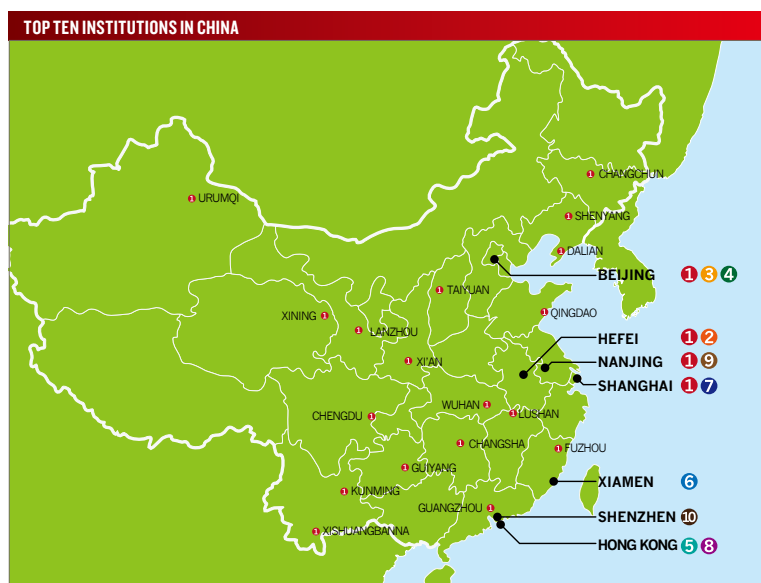 TOP TEN INSTITUTIONS IN CHINA
1 CHANGCHUN
1 URUMQI
1 SHENYANG
1 DALIAN
BEIJING 1 3 4
1 TAIYUAN
XINING 1
1 QINGDAO
1 LANZHOU
HEFEI 1 2
1 XI'AN
NANJING 1 9
SHANGHAI 1 7
WUHAN 1
1 LUSHAN
CHENGDU 1
1 CHANGSHA
1 FUZHOU
1 GUIYANG
XIAMEN 6
1 KUNMING
GUANGZHOU 1
SHENZHEN 10
1 XISHUANGBANNA
HONG KONG 5 8